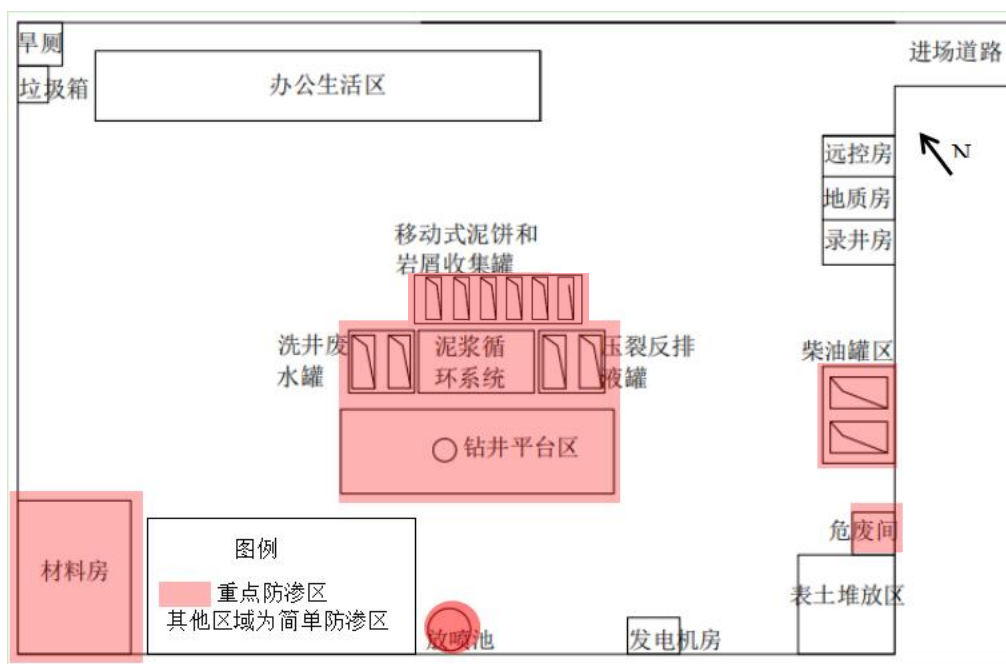 旱厕
垃圾箱
办公生活区
进场道路
N
远控房
地质房
录井房
移动式泥饼和
岩屑收集罐
洗井废
水罐
泥浆循
环系统
压裂反排
液罐
柴油罐区
钻井平台区
材料房
图例
重点防渗区
其他区域为简单防渗区
放喷池
发电机房
危废间
表土堆放区